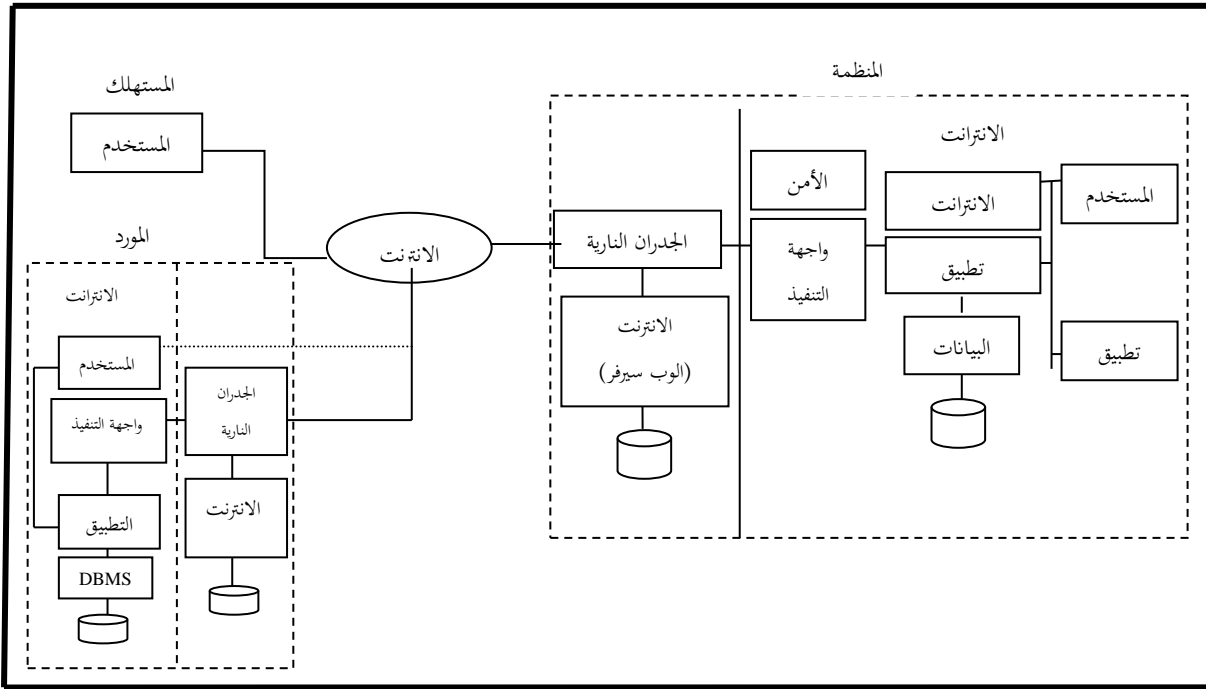 المنظمة
المستهلك
الانترانت
المستخدم
الأمن
الانترانت
المستخدم
الجدران النارية
واجهة
التنفيذ
المورد
الانترنت
تطبيق
الانترانت
الانترنت
(الوب سيرفر)
البيانات
تطبيق
المستخدم
الجدران
النارية
واجهة التنفيذ
الانترنت
التطبيق
DBMS